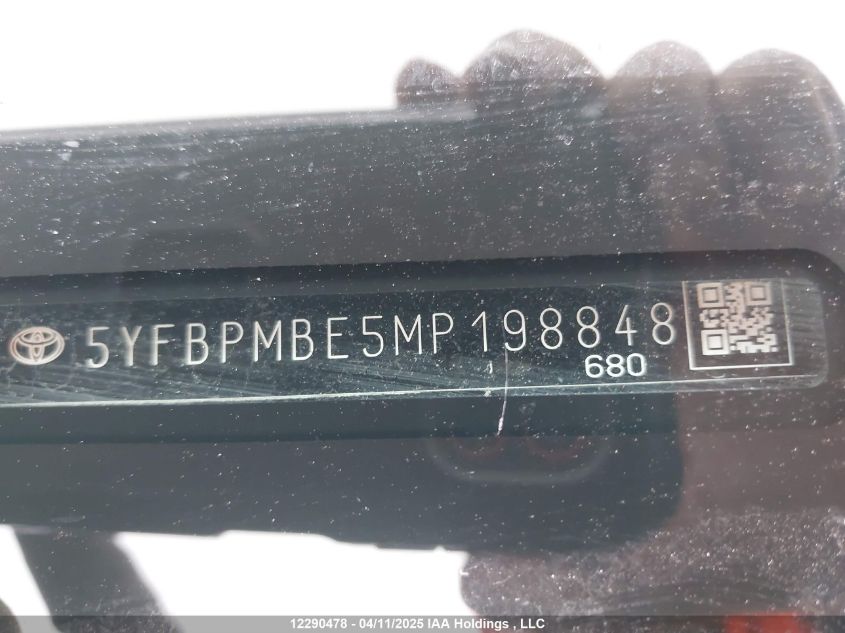 5YFBPMBE5MP198848
680
12290478 - 04/11/2025 IAA Holdings , LLC